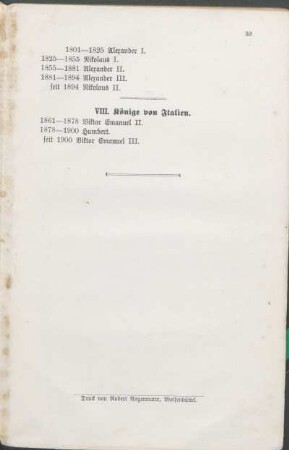 1801—1825 Alexander I.
1825—1855 Nikolaus I.
1855—1881 Alexander II.
1881—1894 Alexander III.
seit 1894 Nikolaus II.
VIII. Könige von Italien.
1861—1878 Viktor Emanuel II.
1878—1900 Humbert.
seit 1900 Viktor Emanuel III.
Druck von Robert Wolfenbüttel.